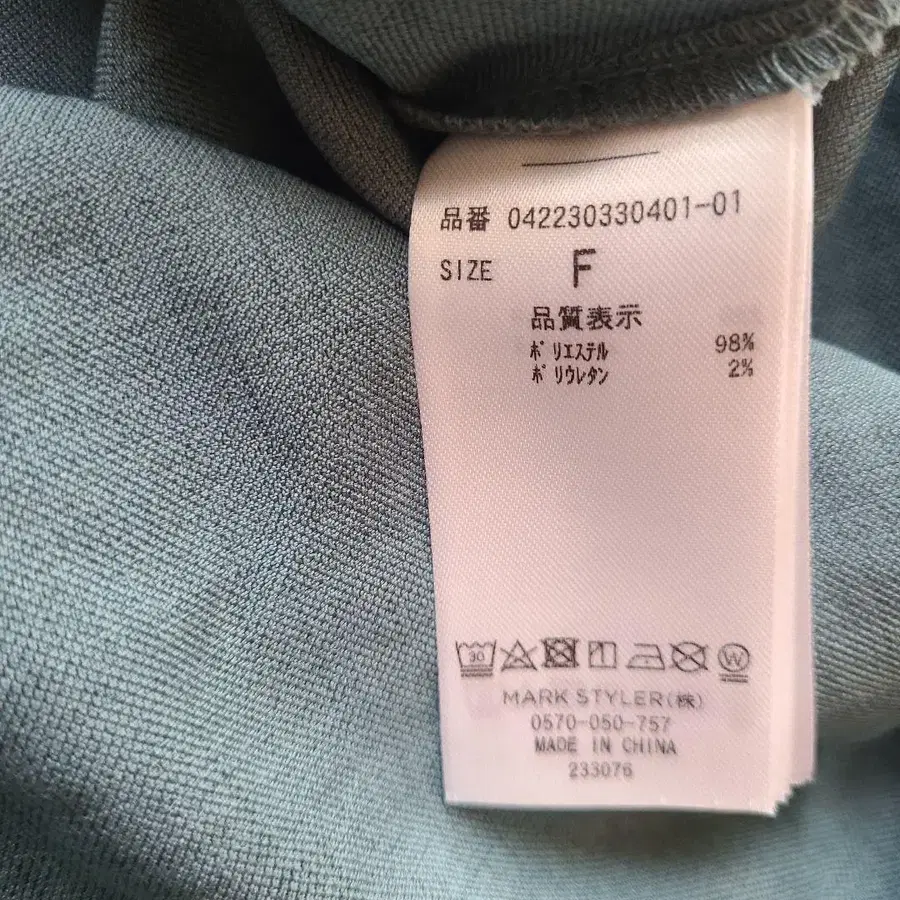 品番 042230330401-01
SIZE F
品質表示
ポリエステル 98%
ポリウレタン 2%
30 W
MARK STYLER(株)
0570-050-757
MADE IN CHINA
233076